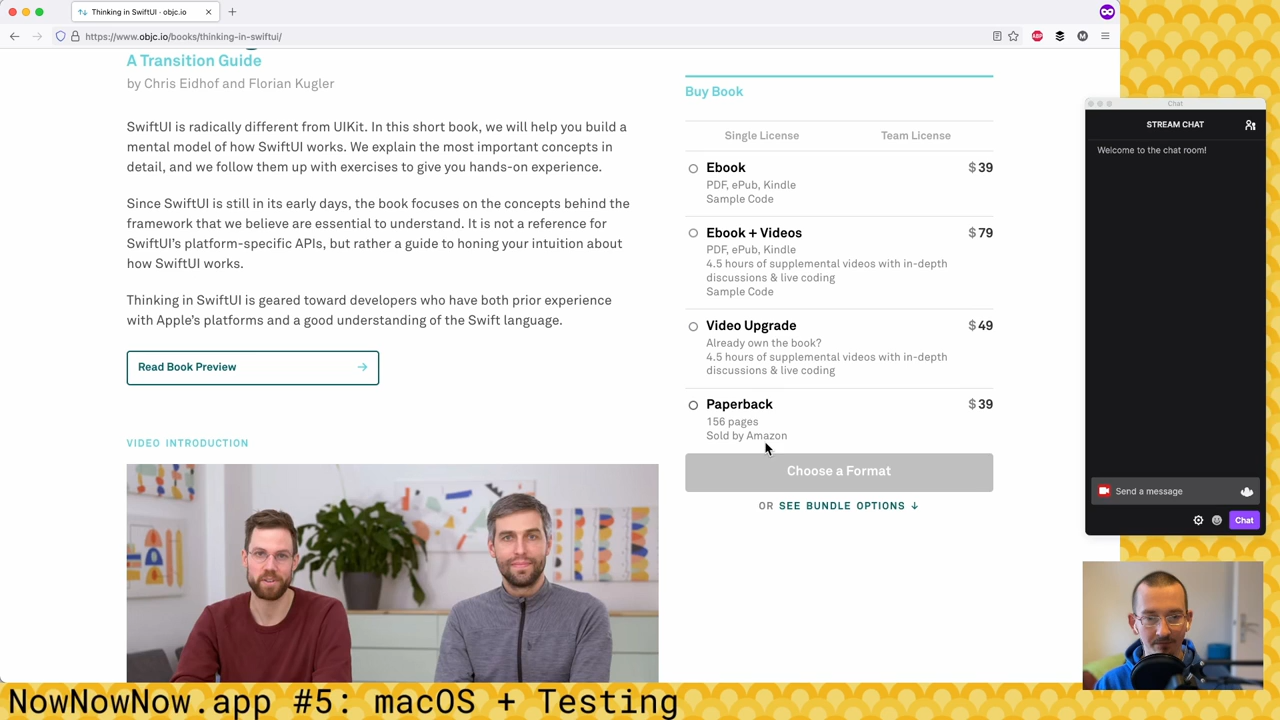 Thinking in SwiftUI · objc.io
https://www.objc.io/books/thinking-in-swiftui/
A Transition Guide
by Chris Eidhof and Florian Kugler
SwiftUI is radically different from UIKit. In this short book, we will help you build a
mental model of how SwiftUI works. We explain the most important concepts in
detail, and we follow them up with exercises to give you hands-on experience.
Since SwiftUI is still in its early days, the book focuses on the concepts behind the
framework that we believe are essential to understand. It is not a reference for
SwiftUI's platform-specific APIs, but rather a guide to honing your intuition about
how SwiftUI works.
Thinking in SwiftUI is geared toward developers who have both prior experience
with Apple's platforms and a good understanding of the Swift language.
Read Book Preview
VIDEO INTRODUCTION
Buy Book
Single License Team License
Ebook $39
PDF, ePub, Kindle
Sample Code
Ebook + Videos $79
PDF, ePub, Kindle
4.5 hours of supplemental videos with in-depth
discussions & live coding
Sample Code
Video Upgrade $49
Already own the book?
4.5 hours of supplemental videos with in-depth
discussions & live coding
Paperback $39
156 pages
Sold by Amazon
Choose a Format
OR SEE BUNDLE OPTIONS ↓
Chat
STREAM CHAT
Welcome to the chat room!
Send a message
Chat
ABP
M
NowNowNow.app #5: macOS + Testing